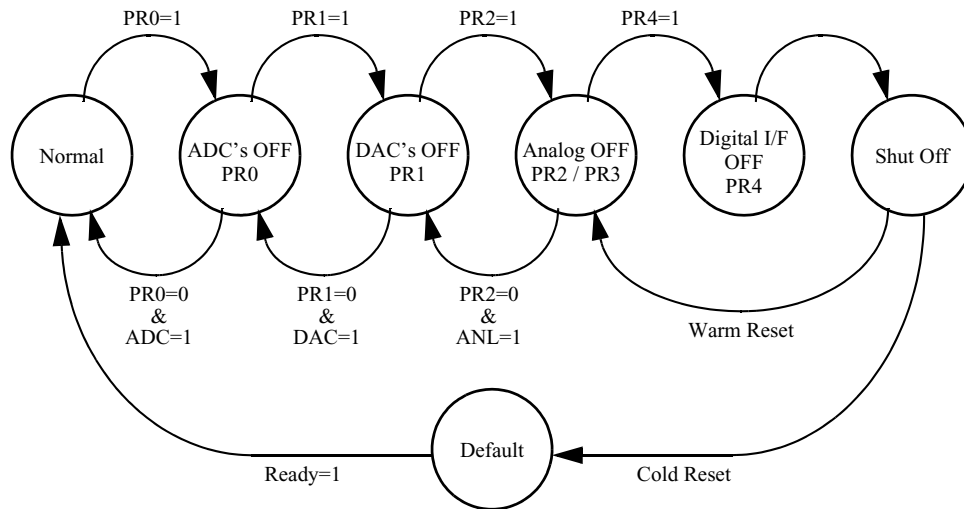 PR0=1
PR1=1
PR2=1
PR4=1
Normal
ADC's OFF
PR0
DAC's OFF
PR1
Analog OFF
PR2 / PR3
Digital I/F
OFF
PR4
Shut Off
PR0=0
&
ADC=1
PR1=0
&
DAC=1
PR2=0
&
ANL=1
Warm Reset
Default
Ready=1
Cold Reset